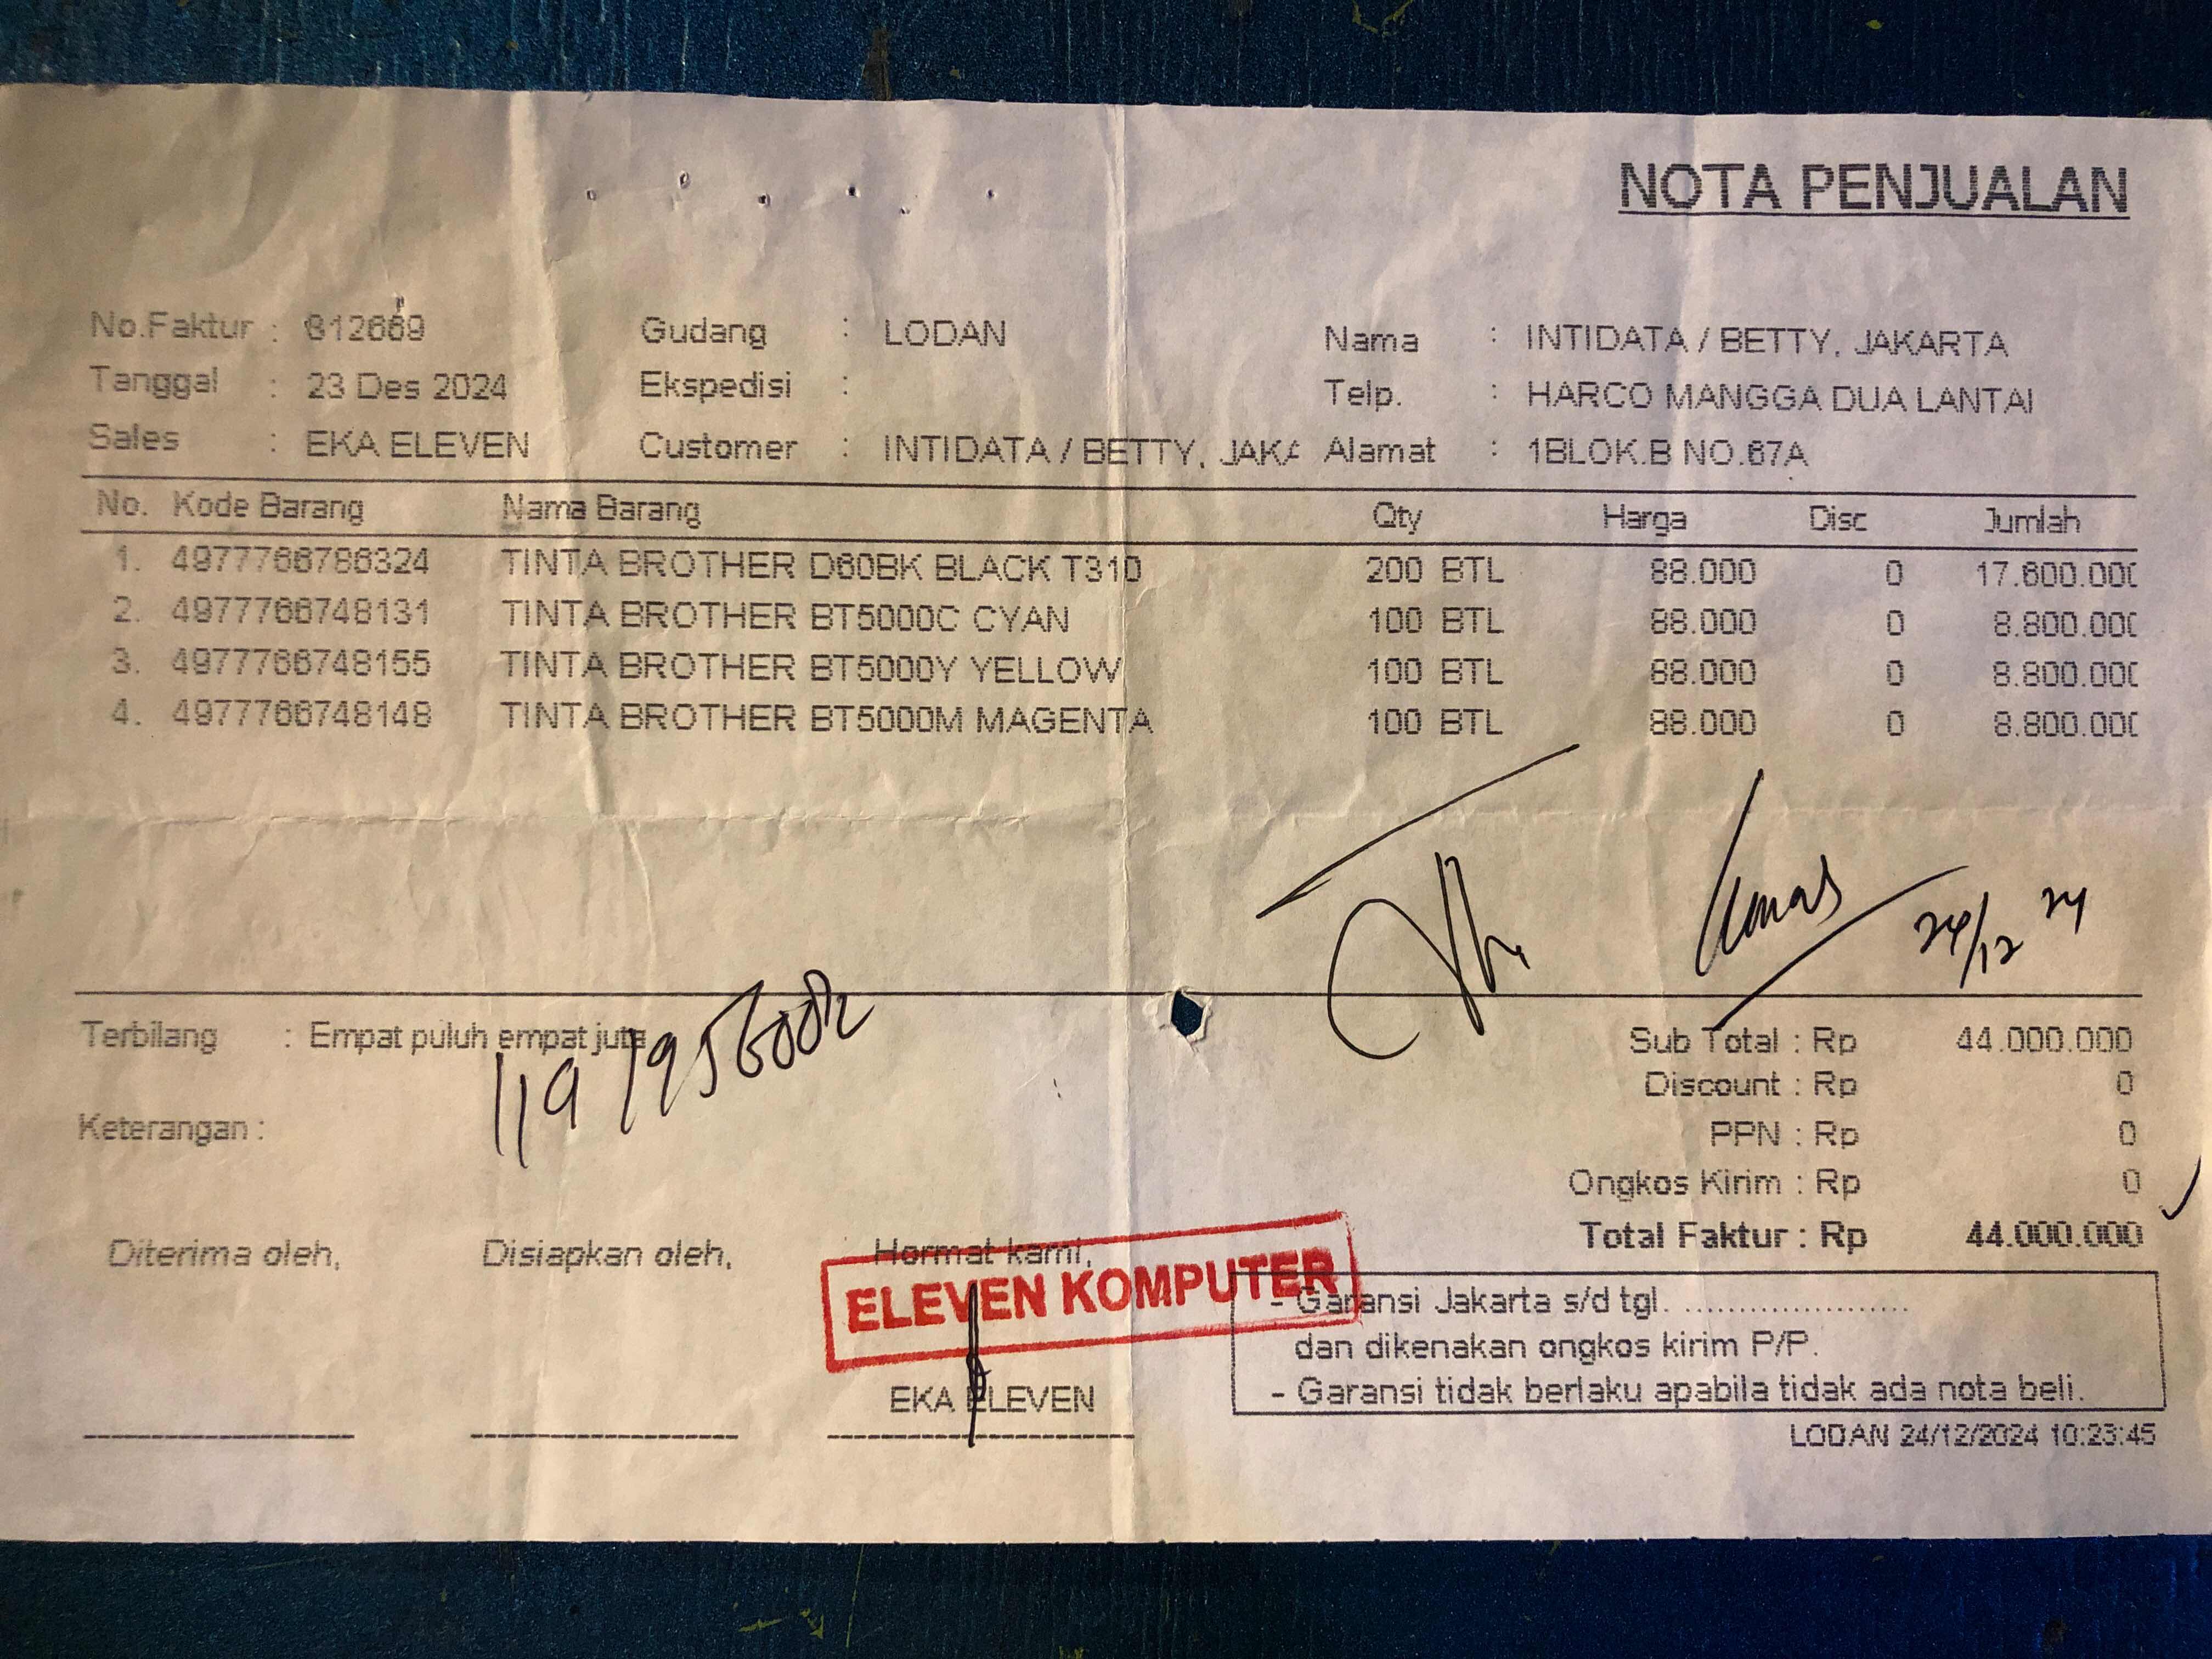 NOTA PENJUALAN
No.Faktur : 812669 Gudang : LODAN Nama : INTIDATA / BETTY, JAKARTA
Tanggal : 23 Des 2024 Ekspedisi : Telp. : HARCO MANGGA DUA LANTAI
Sales : EKA ELEVEN Customer : INTIDATA / BETTY, JAKA Alamat : 1BLOK.B NO.67A
No. Kode Barang Nama Barang Qty Harga Disc Jumlah
1. 4977766786324 TINTA BROTHER D60BK BLACK T310 200 BTL 88.000 0 17.600.000
2. 4977766748131 TINTA BROTHER BT5000C CYAN 100 BTL 88.000 0 8.800.000
3. 4977766748155 TINTA BROTHER BT5000Y YELLOW 100 BTL 88.000 0 8.800.000
4. 4977766748148 TINTA BROTHER BT5000M MAGENTA 100 BTL 88.000 0 8.800.000
Lunas 24/12 24
Terbilang : Empat puluh empat juta Sub Total : Rp 44.000.000
Discount : Rp 0
Keterangan : PPN : Rp 0
Ongkos Kirim : Rp 0
Total Faktur : Rp 44.000.000
Diterima oleh, Disiapkan oleh, Hormat kami,
ELEVEN KOMPUTER
- Garansi Jakarta s/d tgl. .....................
dan dikenakan ongkos kirim P/P.
EKA ELEVEN - Garansi tidak berlaku apabila tidak ada nota beli.
LODAN 24/12/2024 10:23:45